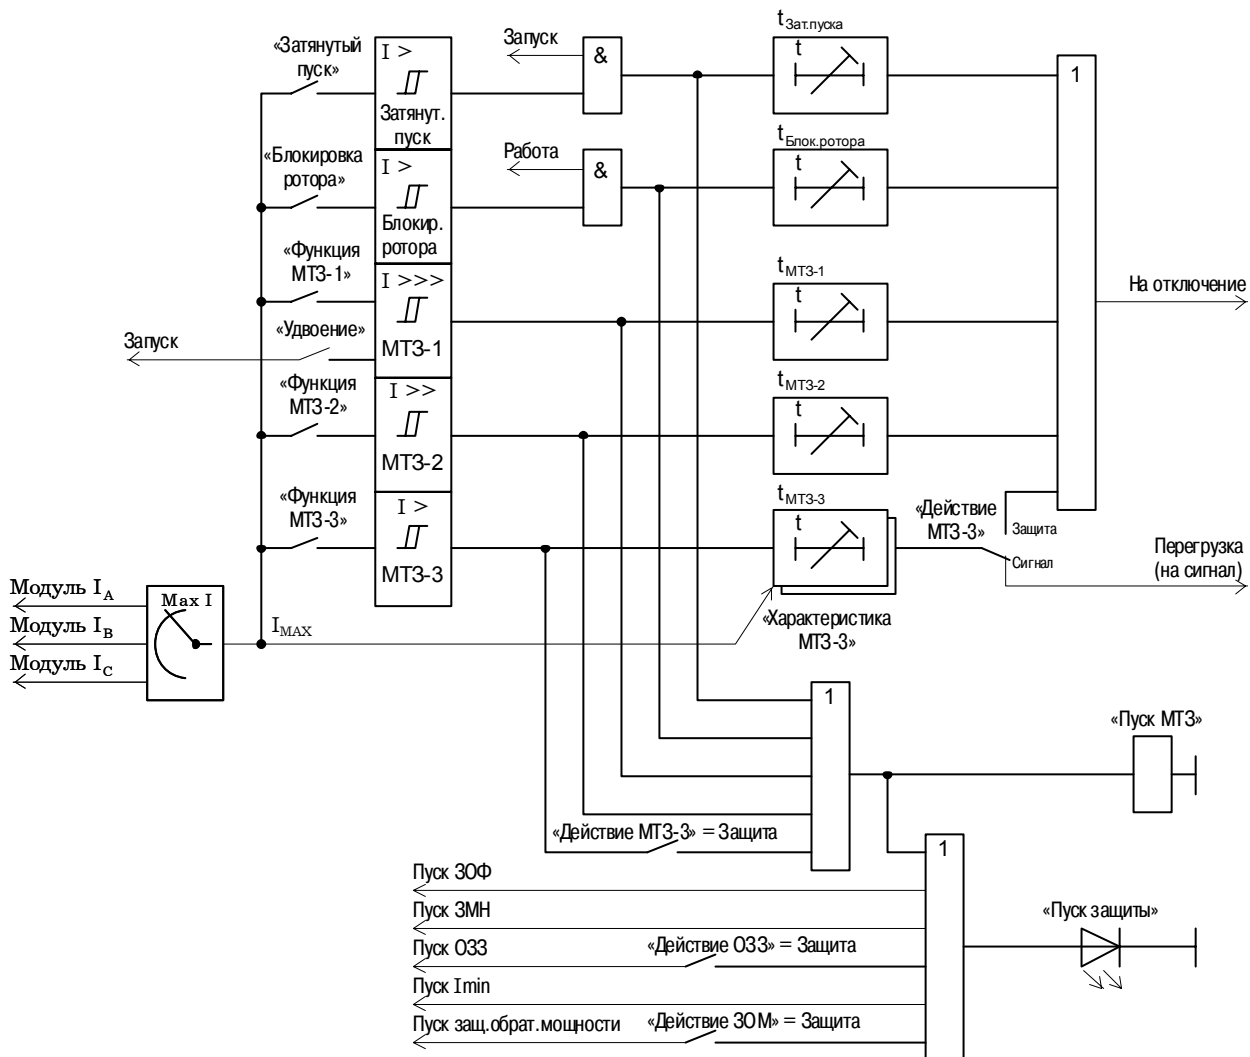 «Затянутый
пуск»
I >
Затянут.
пуск
Запуск
&
tЗат.пуска
t
1
«Блокировка
ротора»
I >
Блокир.
ротора
Работа
&
tБлок.ротора
t
«Функция
МТЗ-1»
I >>>
МТЗ-1
tМТЗ-1
t
На отключение
Запуск
«Удвоение»
«Функция
МТЗ-2»
I >>
МТЗ-2
tМТЗ-2
t
«Функция
МТЗ-3»
I >
МТЗ-3
tМТЗ-3
t
«Действие
МТЗ-3»
Защита
Сигнал
Перегрузка
(на сигнал)
Модуль IA
Модуль IB
Модуль IC
Max I
IMAX
«Характеристика
МТЗ-3»
1
«Пуск МТЗ»
«Действие МТЗ-3» = Защита
1
Пуск ЗОФ
Пуск ЗМН
Пуск ОЗЗ
«Действие ОЗЗ» = Защита
Пуск Imin
Пуск защ.обрат.мощности
«Действие ЗОМ» = Защита
«Пуск защиты»